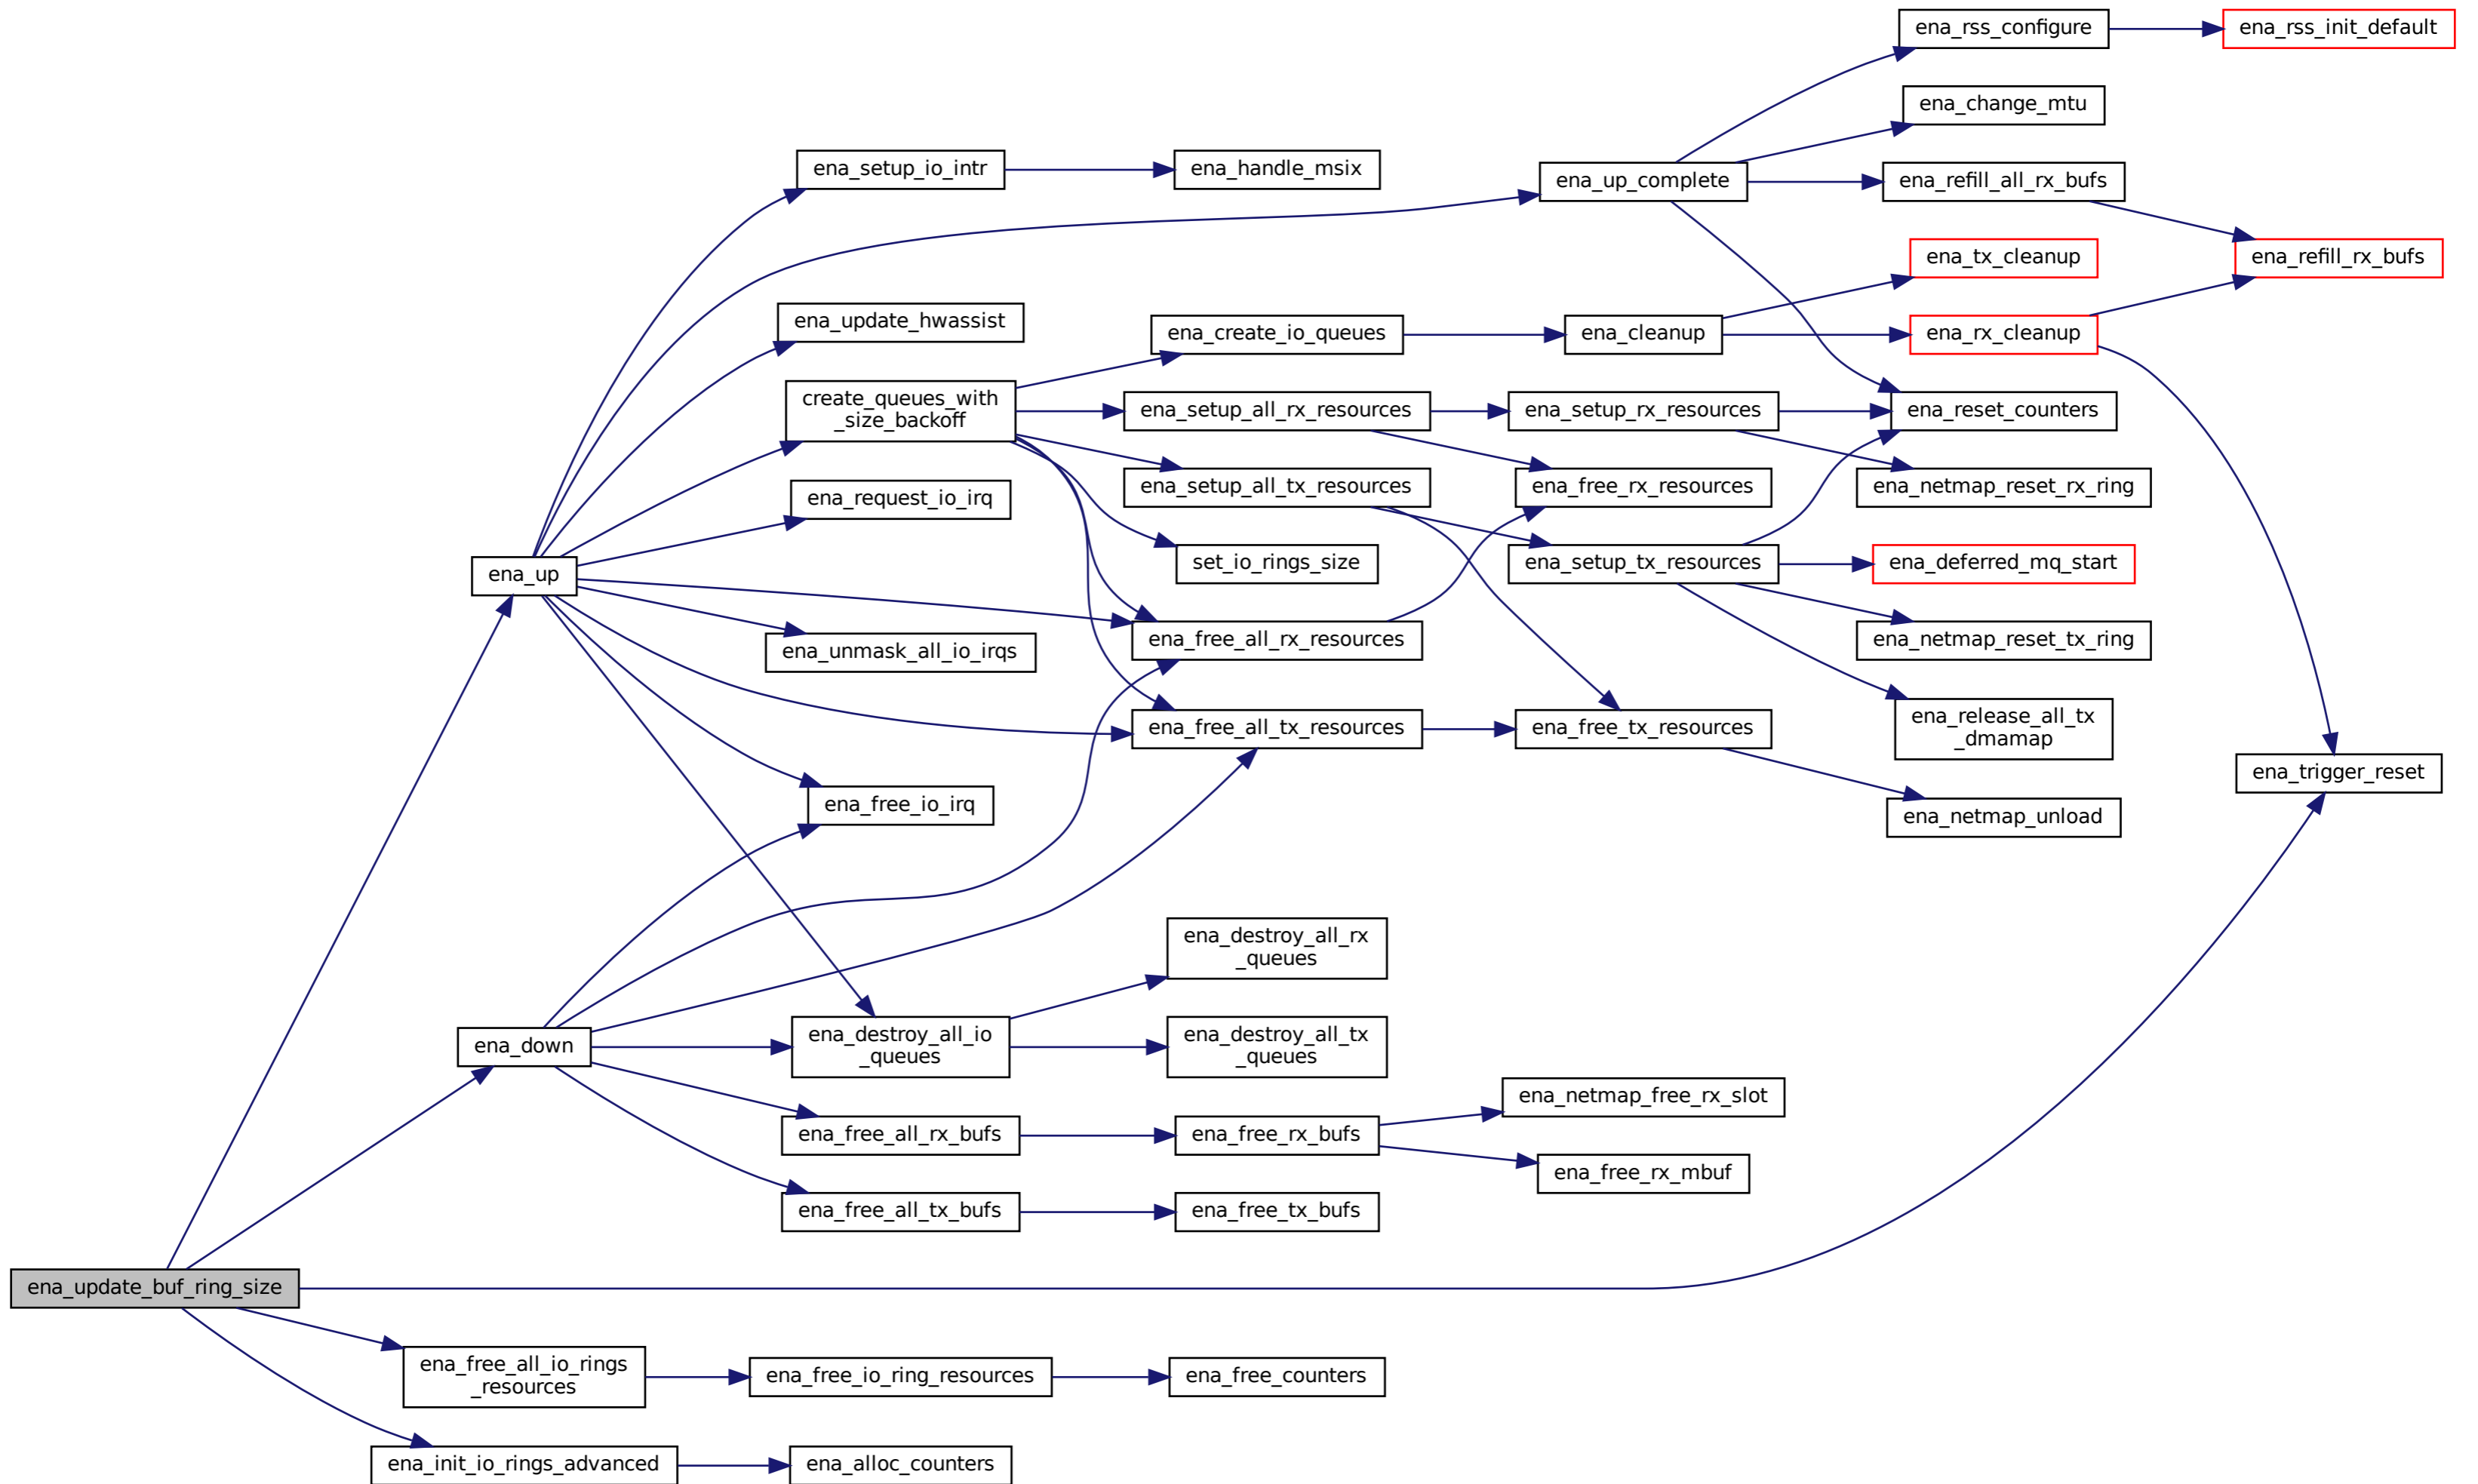 ena_rss_configure
ena_rss_init_default
ena_change_mtu
ena_setup_io_intr
ena_handle_msix
ena_up_complete
ena_refill_all_rx_bufs
ena_tx_cleanup
ena_refill_rx_bufs
ena_update_hwassist
ena_create_io_queues
ena_cleanup
ena_rx_cleanup
create_queues_with
_size_backoff
ena_setup_all_rx_resources
ena_setup_rx_resources
ena_reset_counters
ena_request_io_irq
ena_setup_all_tx_resources
ena_free_rx_resources
ena_netmap_reset_rx_ring
ena_up
set_io_rings_size
ena_setup_tx_resources
ena_deferred_mq_start
ena_unmask_all_io_irqs
ena_free_all_rx_resources
ena_netmap_reset_tx_ring
ena_free_all_tx_resources
ena_free_tx_resources
ena_release_all_tx
_dmamap
ena_trigger_reset
ena_free_io_irq
ena_netmap_unload
ena_destroy_all_rx
_queues
ena_down
ena_destroy_all_io
_queues
ena_destroy_all_tx
_queues
ena_netmap_free_rx_slot
ena_free_all_rx_bufs
ena_free_rx_bufs
ena_free_rx_mbuf
ena_free_all_tx_bufs
ena_free_tx_bufs
ena_update_buf_ring_size
ena_free_all_io_rings
_resources
ena_free_io_ring_resources
ena_free_counters
ena_init_io_rings_advanced
ena_alloc_counters